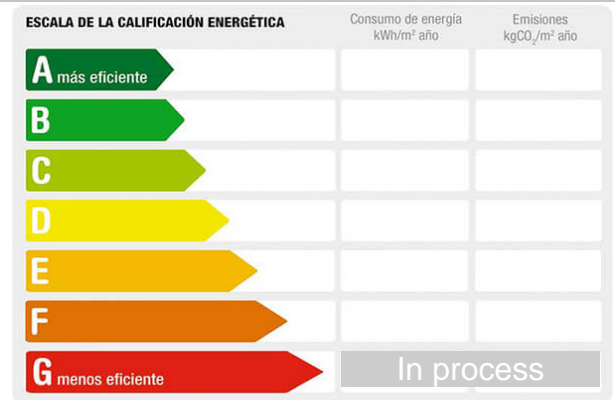 ESCALA DE LA CALIFICACIÓN ENERGÉTICA
Consumo de energía
kWh/m² año
Emisiones
kgCO₂/m² año
A más eficiente
B
C
D
E
F
G menos eficiente
In process